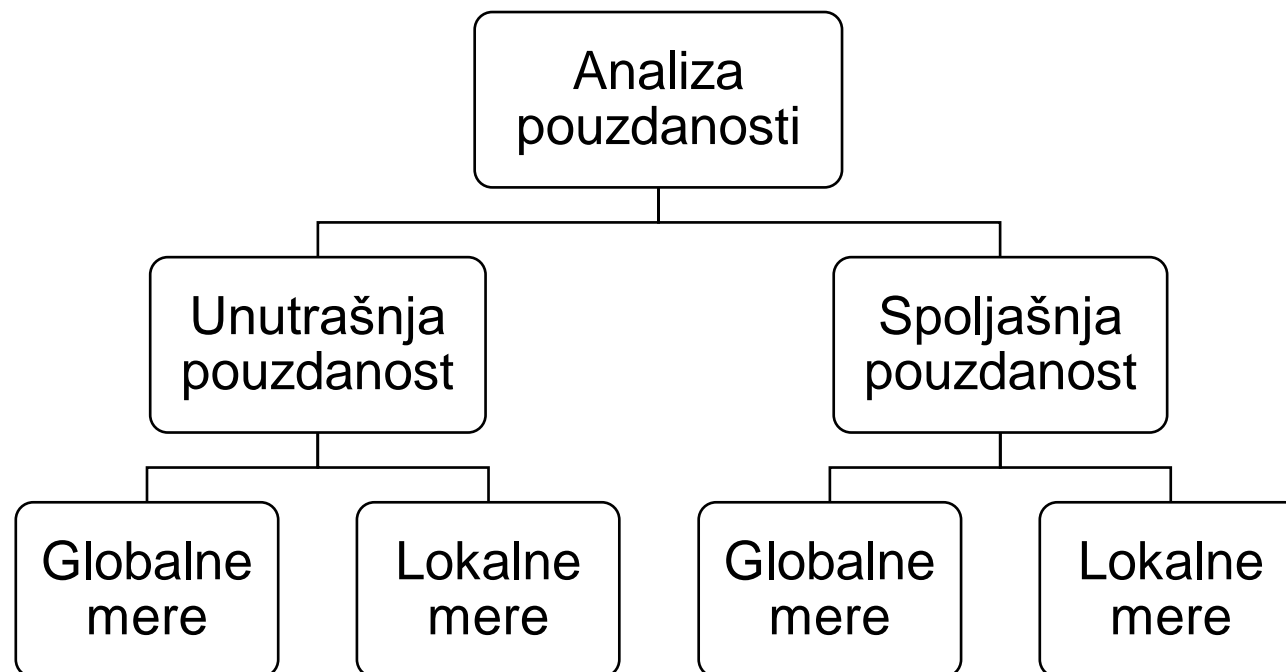 Analiza
pouzdanosti
Unutrašnja
pouzdanost
Spoljašnja
pouzdanost
Globalne
mere
Lokalne
mere
Globalne
mere
Lokalne
mere